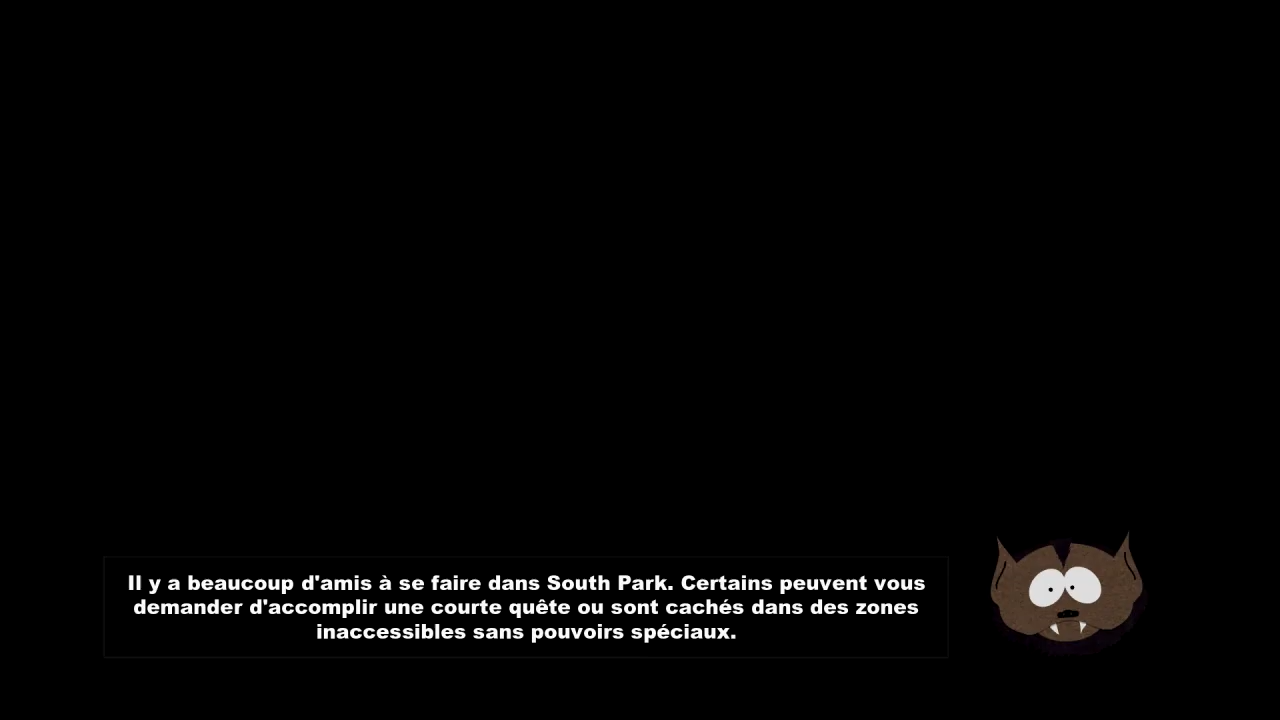 Il y a beaucoup d'amis à se faire dans South Park. Certains peuvent vous
demander d'accomplir une courte quête ou sont cachés dans des zones
inaccessibles sans pouvoirs spéciaux.